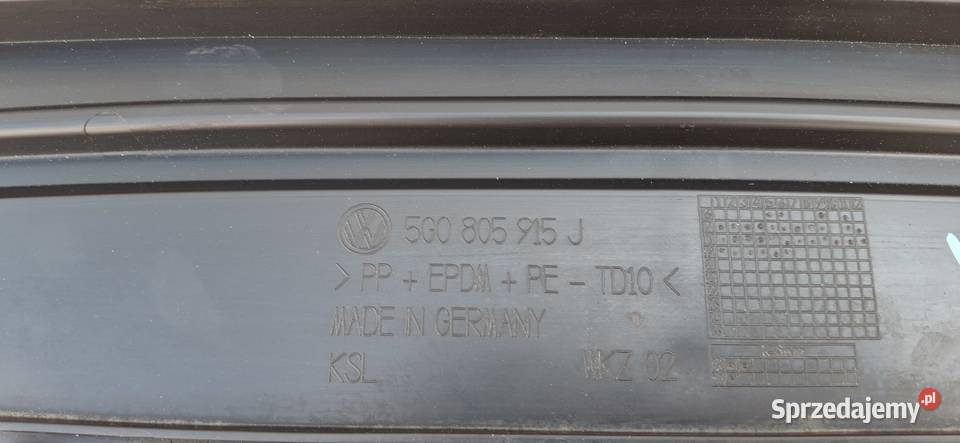 5G0 805 915 J
> PP + EPDM + PE - TD10 <
MADE IN GERMANY
KSL WKZ 02
Sprzedajemy.pl